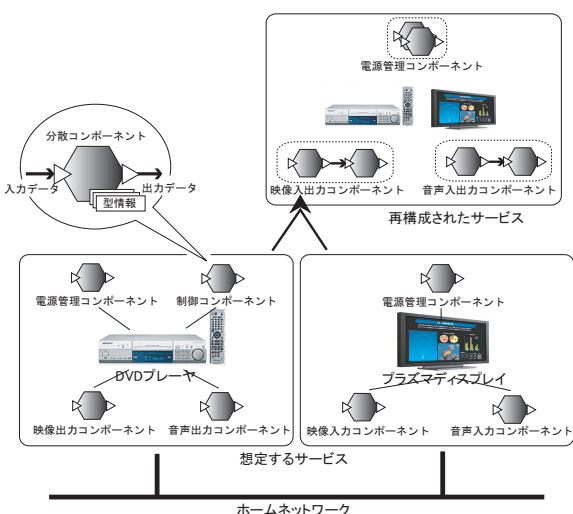 電源管理コンポーネント
映像入出力コンポーネント
音声入出力コンポーネント
再構成されたサービス
分散コンポーネント
入力データ
出力データ
型情報
電源管理コンポーネント
制御コンポーネント
DVDプレーヤ
映像出力コンポーネント
音声出力コンポーネント
電源管理コンポーネント
プラズマディスプレイ
映像入力コンポーネント
音声入力コンポーネント
想定するサービス
ホームネットワーク